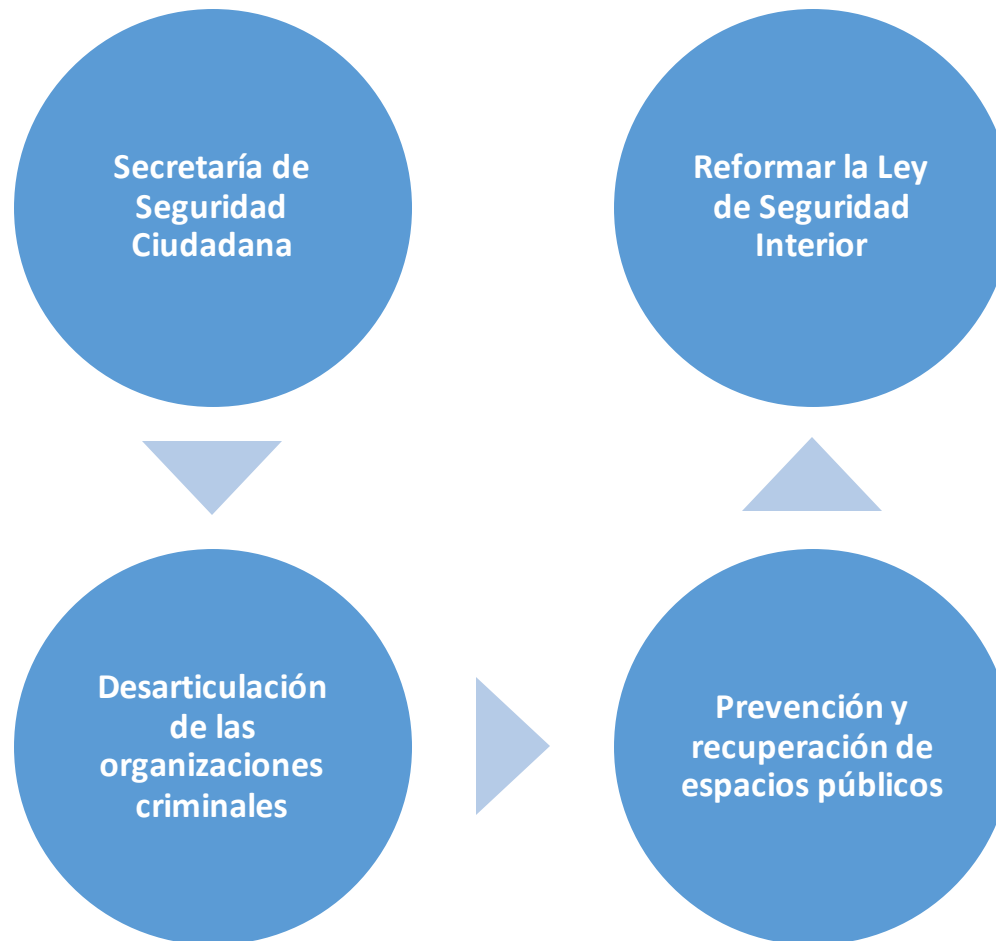 Secretaría de
Seguridad
Ciudadana
Desarticulación
de las
organizaciones
criminales
Prevención y
recuperación de
espacios públicos
Reformar la Ley
de Seguridad
Interior